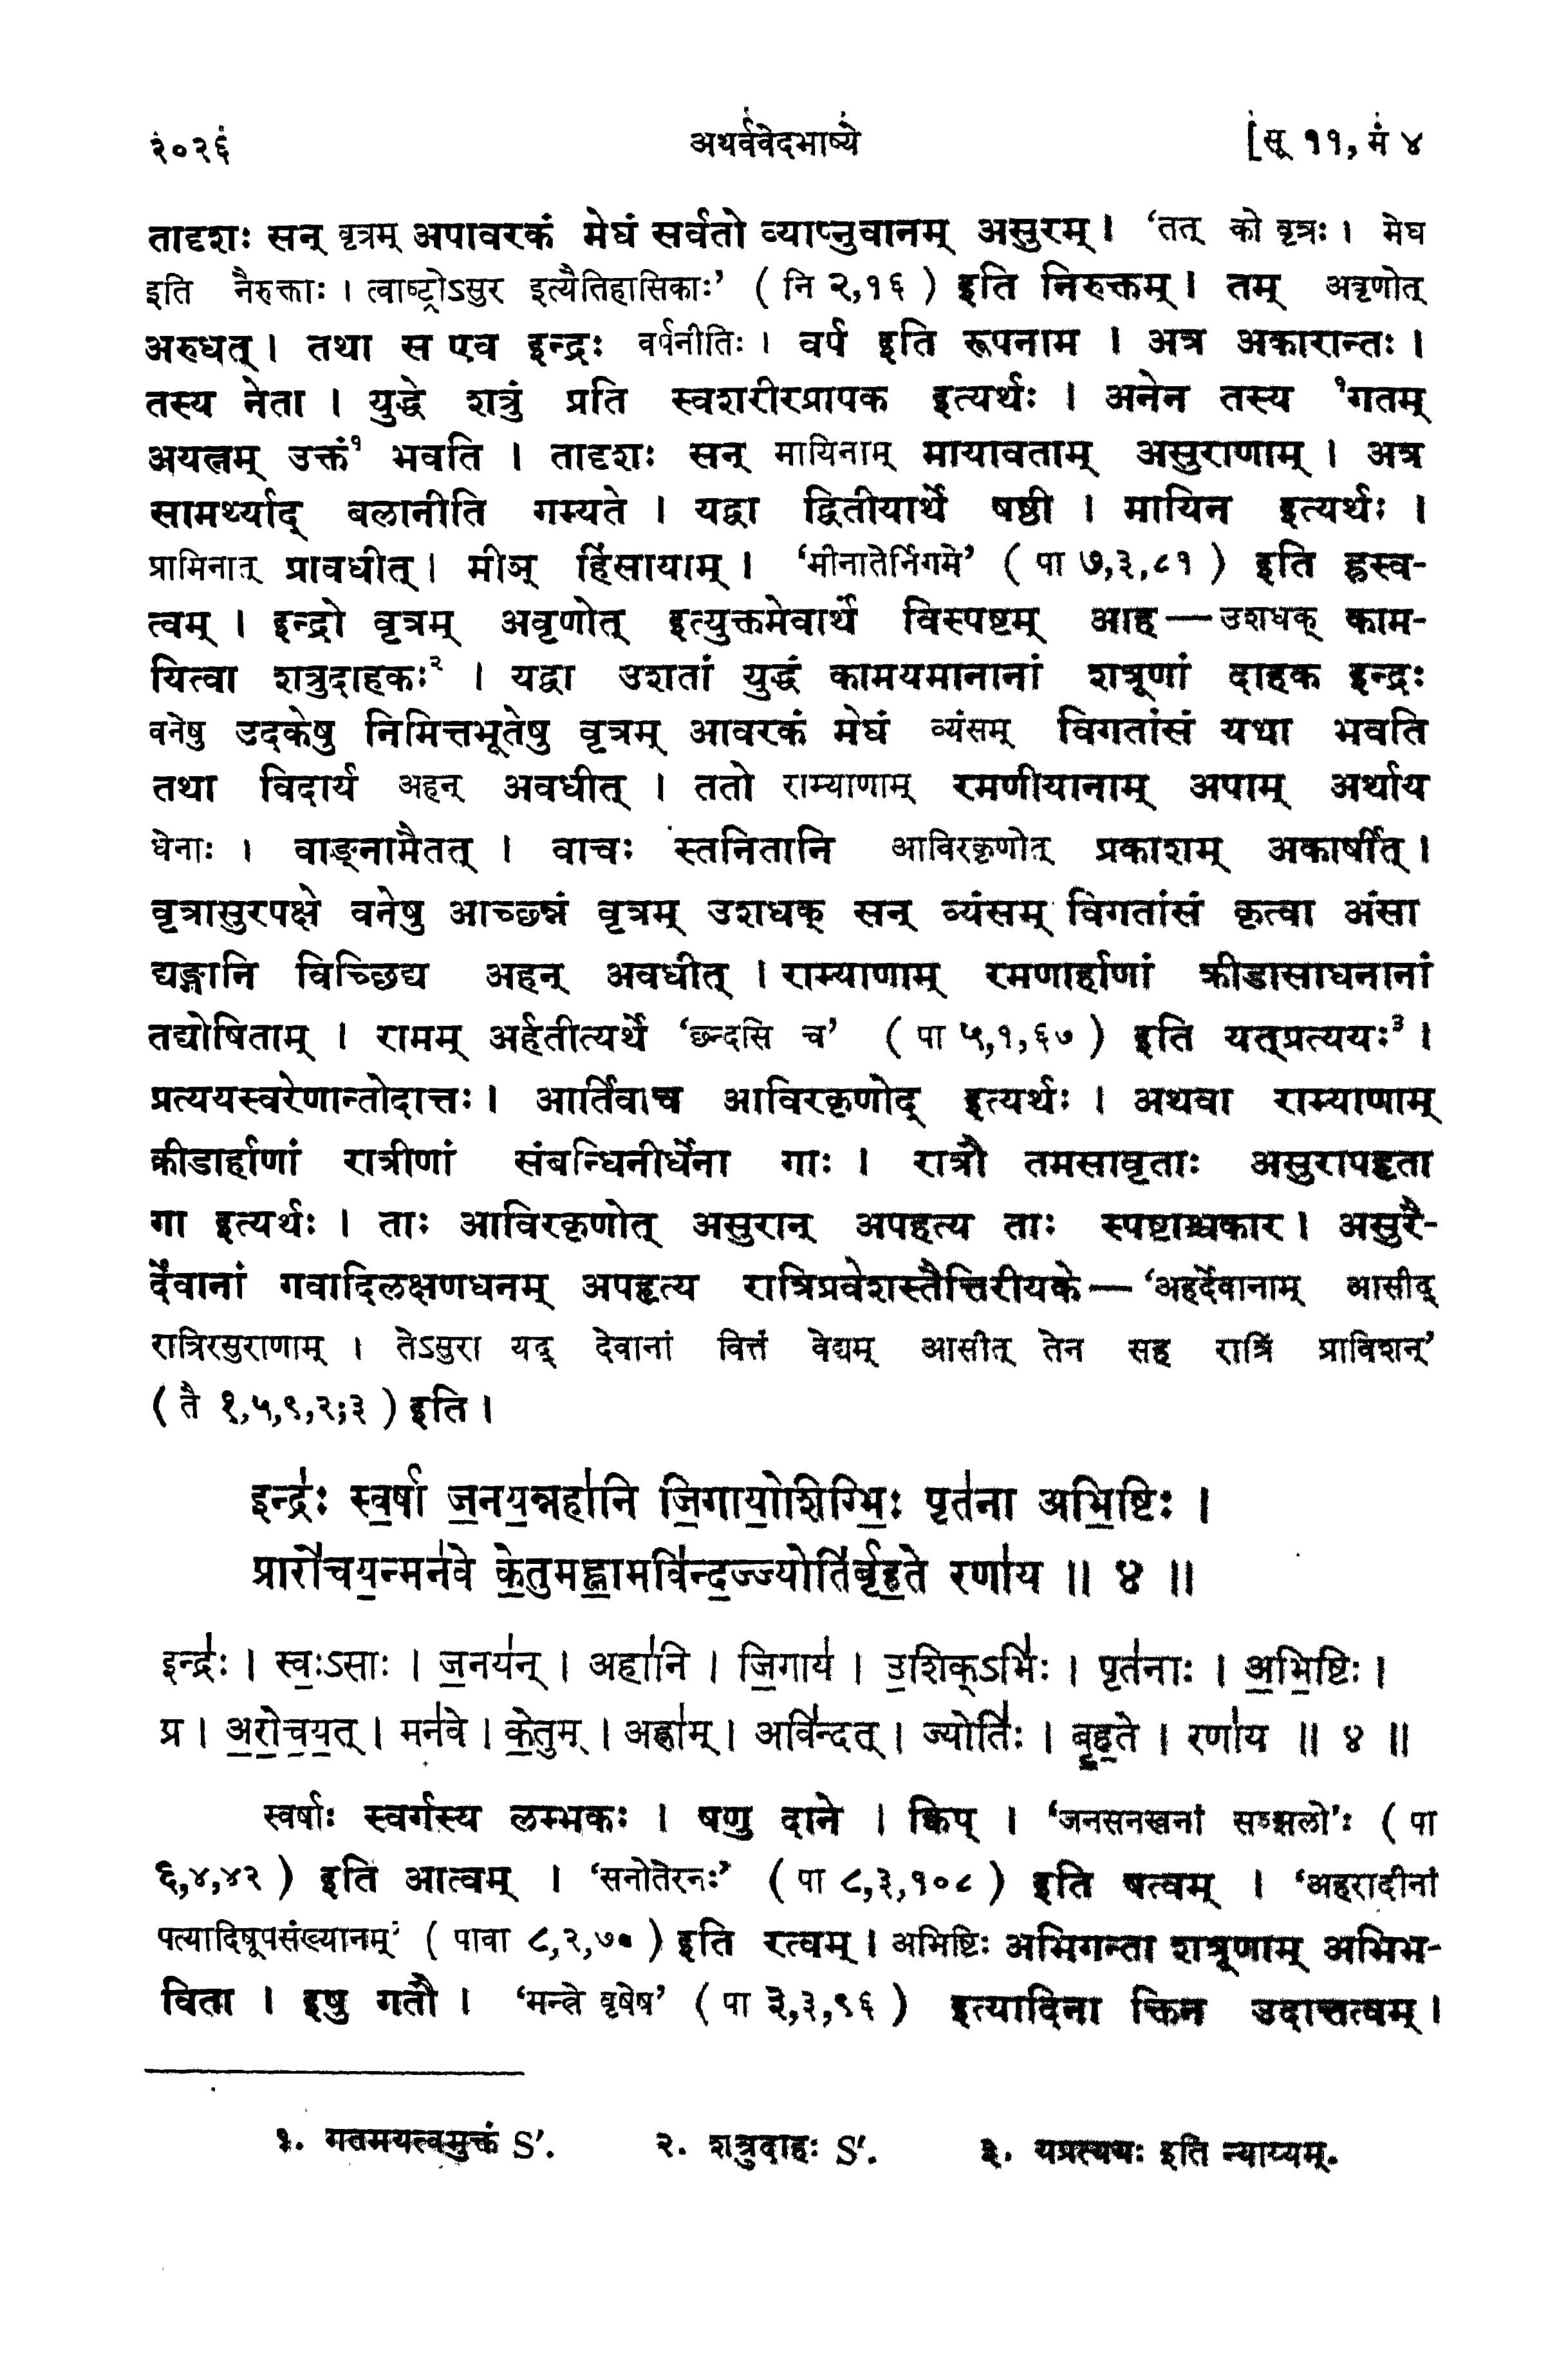 २०२६ अथर्ववेदभाष्ये [सू ११, मं ४
तादृशः सन् वृत्रम् अपावरकं मेघं सर्वतो व्याप्नुवानम् असुरम् । 'तत् को वृत्रः । मेघ
इति नैरुक्ताः । त्वाष्ट्रोऽसुर इत्यैतिहासिकाः' ( नि २,१६ ) इति निरुक्तम् । तम् अवृणोत्
अरुधत् । तथा स एव इन्द्रः वर्पनीतिः । वर्प इति रूपनाम । अत्र अकारान्तः ।
तस्य नेता । युद्धे शत्रुं प्रति स्वशरीरप्रापक इत्यर्थः । अनेन तस्य १गतम्
अयत्नम् उक्तं१ भवति । तादृशः सन् मायिनाम् मायावताम् असुराणाम् । अत्र
सामर्थ्याद् बलानीति गम्यते । यद्वा द्वितीयार्थे षष्ठी । मायिन इत्यर्थः ।
प्रामिनात् प्रावधीत् । मीञ् हिंसायाम् । 'मीनातेर्निगमे' ( पा ७,३,८१ ) इति ह्रस्व-
त्वम् । इन्द्रो वृत्रम् अवृणोत् इत्युक्तमेवार्थे विस्पष्टम् आह — उशधक् काम-
यित्वा शत्रुदाहकः२ । यद्वा उशतां युद्धं कामयमानानां शत्रूणां दाहक इन्द्रः
वनेषु उदकेषु निमित्तभूतेषु वृत्रम् आवरकं मेघं व्यंसम् विगतांसं यथा भवति
तथा विदार्य अहन् अवधीत् । ततो राम्याणाम् रमणीयानाम् अपाम् अर्थाय
धेनाः । वाङ्नामैतत् । वाचः स्तनितानि आविरकृणोत् प्रकाशम् अकार्षीत् ।
वृत्रासुरपक्षे वनेषु आच्छन्नं वृत्रम् उशधक् सन् व्यंसम् विगतांसं कृत्वा अंसा
द्यङ्गानि विच्छिद्य अहन् अवधीत् । राम्याणाम् रमणार्हाणां क्रीडासाधनानां
तद्योषिताम् । रामम् अर्हतीत्यर्थे 'छन्दसि च' ( पा ५,१,६७ ) इति यत्प्रत्ययः३ ।
प्रत्ययस्वरेणान्तोदात्तः । आर्तिवाच आविरकृणोद् इत्यर्थः । अथवा राम्याणाम्
क्रीडार्हाणां रात्रीणां संबन्धिनीर्धेना गाः । रात्रौ तमसावृताः असुरापहृता
गा इत्यर्थः । ताः आविरकृणोत् असुरान् अपहत्य ताः स्पष्टाश्चकार । असुरै-
र्देवानां गवादिलक्षणधनम् अपहृत्य रात्रिप्रवेशस्तैत्तिरीयके — 'अहर्देवानाम् आसीद्
रात्रिरसुराणाम् । तेऽसुरा यद् देवानां वित्तं वेद्यम् आसीत् तेन सह रात्रिं प्राविशन्'
( तै १,५,९,२;३ ) इति ।
इन्द्र॑ः स्व॒र्षा ज॒नय॒न्नहा॑नि जि॒गायो॒शिग्भि॒ः पृत॑ना अभि॒ष्टिः ।
प्रारो॑चय॒न्मन॑वे के॒तुमह्ना॒मवि॑न्द॒ज्ज्योति॑र्बृह॒ते रणा॑य ॥ ४ ॥
इन्द्र॑ः । स्व॒ःऽसाः । ज॒नय॑न् । अहा॑नि । जि॒गाय॑ । उ॒शिक्ऽभि॑ः । पृत॑नाः । अ॒भि॒ष्टिः ।
प्र । अ॒रो॒च॒य॒त् । मन॑वे । के॒तुम् । अह्ना॑म् । अवि॑न्दत् । ज्योति॑ः । बृ॒ह॒ते । रणा॑य ॥ ४ ॥
स्वर्षाः स्वर्गस्य लम्भकः । षणु दाने । क्विप् । 'जनसनखनां सञ्झलो'ः ( पा
६,४,४२ ) इति आत्वम् । 'सनोतेरनः' ( पा ८,३,१०८ ) इति षत्वम् । 'अहरादीनां
पत्यादिषूपसंख्यानम्' ( पावा ८,२,७० ) इति रत्वम् । अभिष्टिः अभिगन्ता शत्रूणाम् अभिभ-
विता । इषु गतौ । 'मन्त्रे वृषेष' ( पा ३,३,९६ ) इत्यादिना क्तिन उदात्तत्वम् ।
१. गतमयत्वमुक्तं S'. २. शत्रुदाहः S'. ३. यप्रत्ययः इति न्याय्यम्.